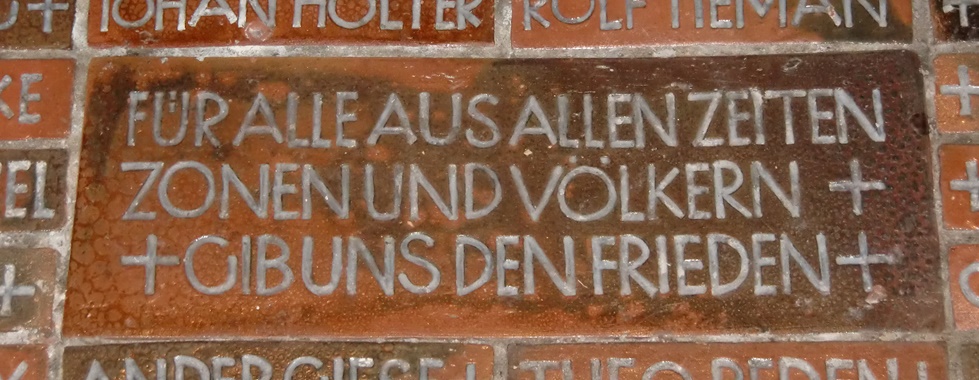 JOHAN HOLTER ROLF TIEMANN
FÜR ALLE AUS ALLEN ZEITEN
ZONEN UND VÖLKERN +
+ GIB UNS DEN FRIEDEN +